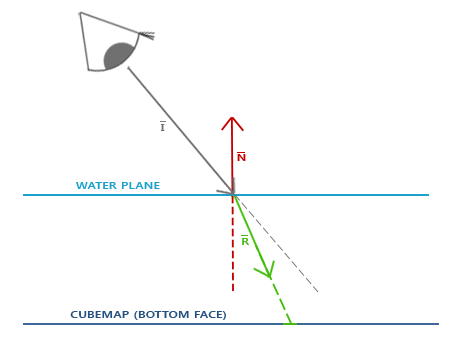 Ī
N̄
WATER PLANE
R̄
CUBEMAP (BOTTOM FACE)